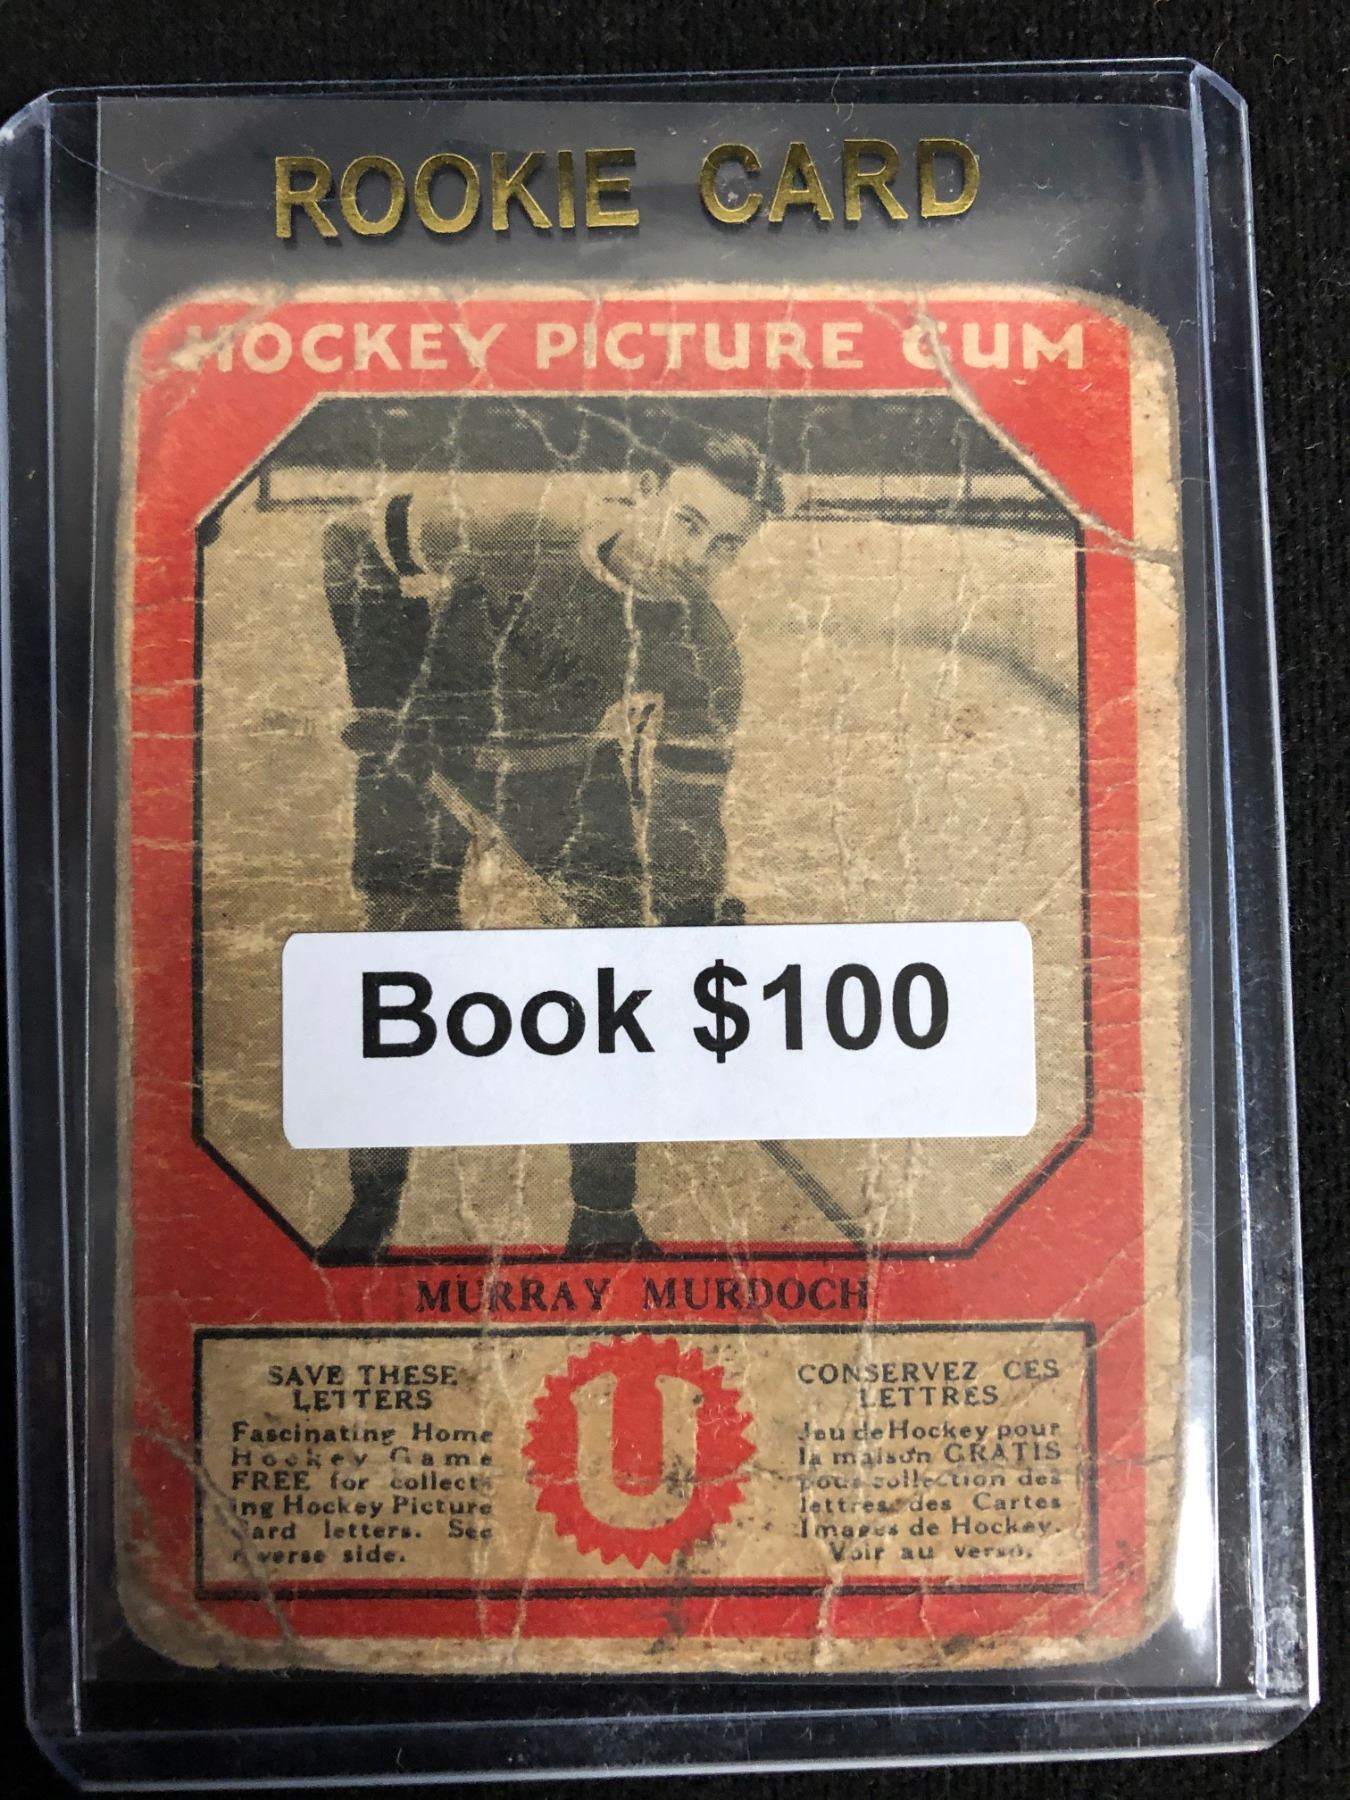 ROOKIE CARD
HOCKEY PICTURE GUM
Book $100
MURRAY MURDOCH
SAVE THESE
LETTERS
Fascinating Home
Hockey Game
FREE for collect-
ing Hockey Picture
Card letters. See
reverse side.
U
CONSERVEZ CES
LETTRES
Jeu de Hockey pour
la maison GRATIS
pour collection des
lettres des Cartes
Images de Hockey.
Voir au verso.